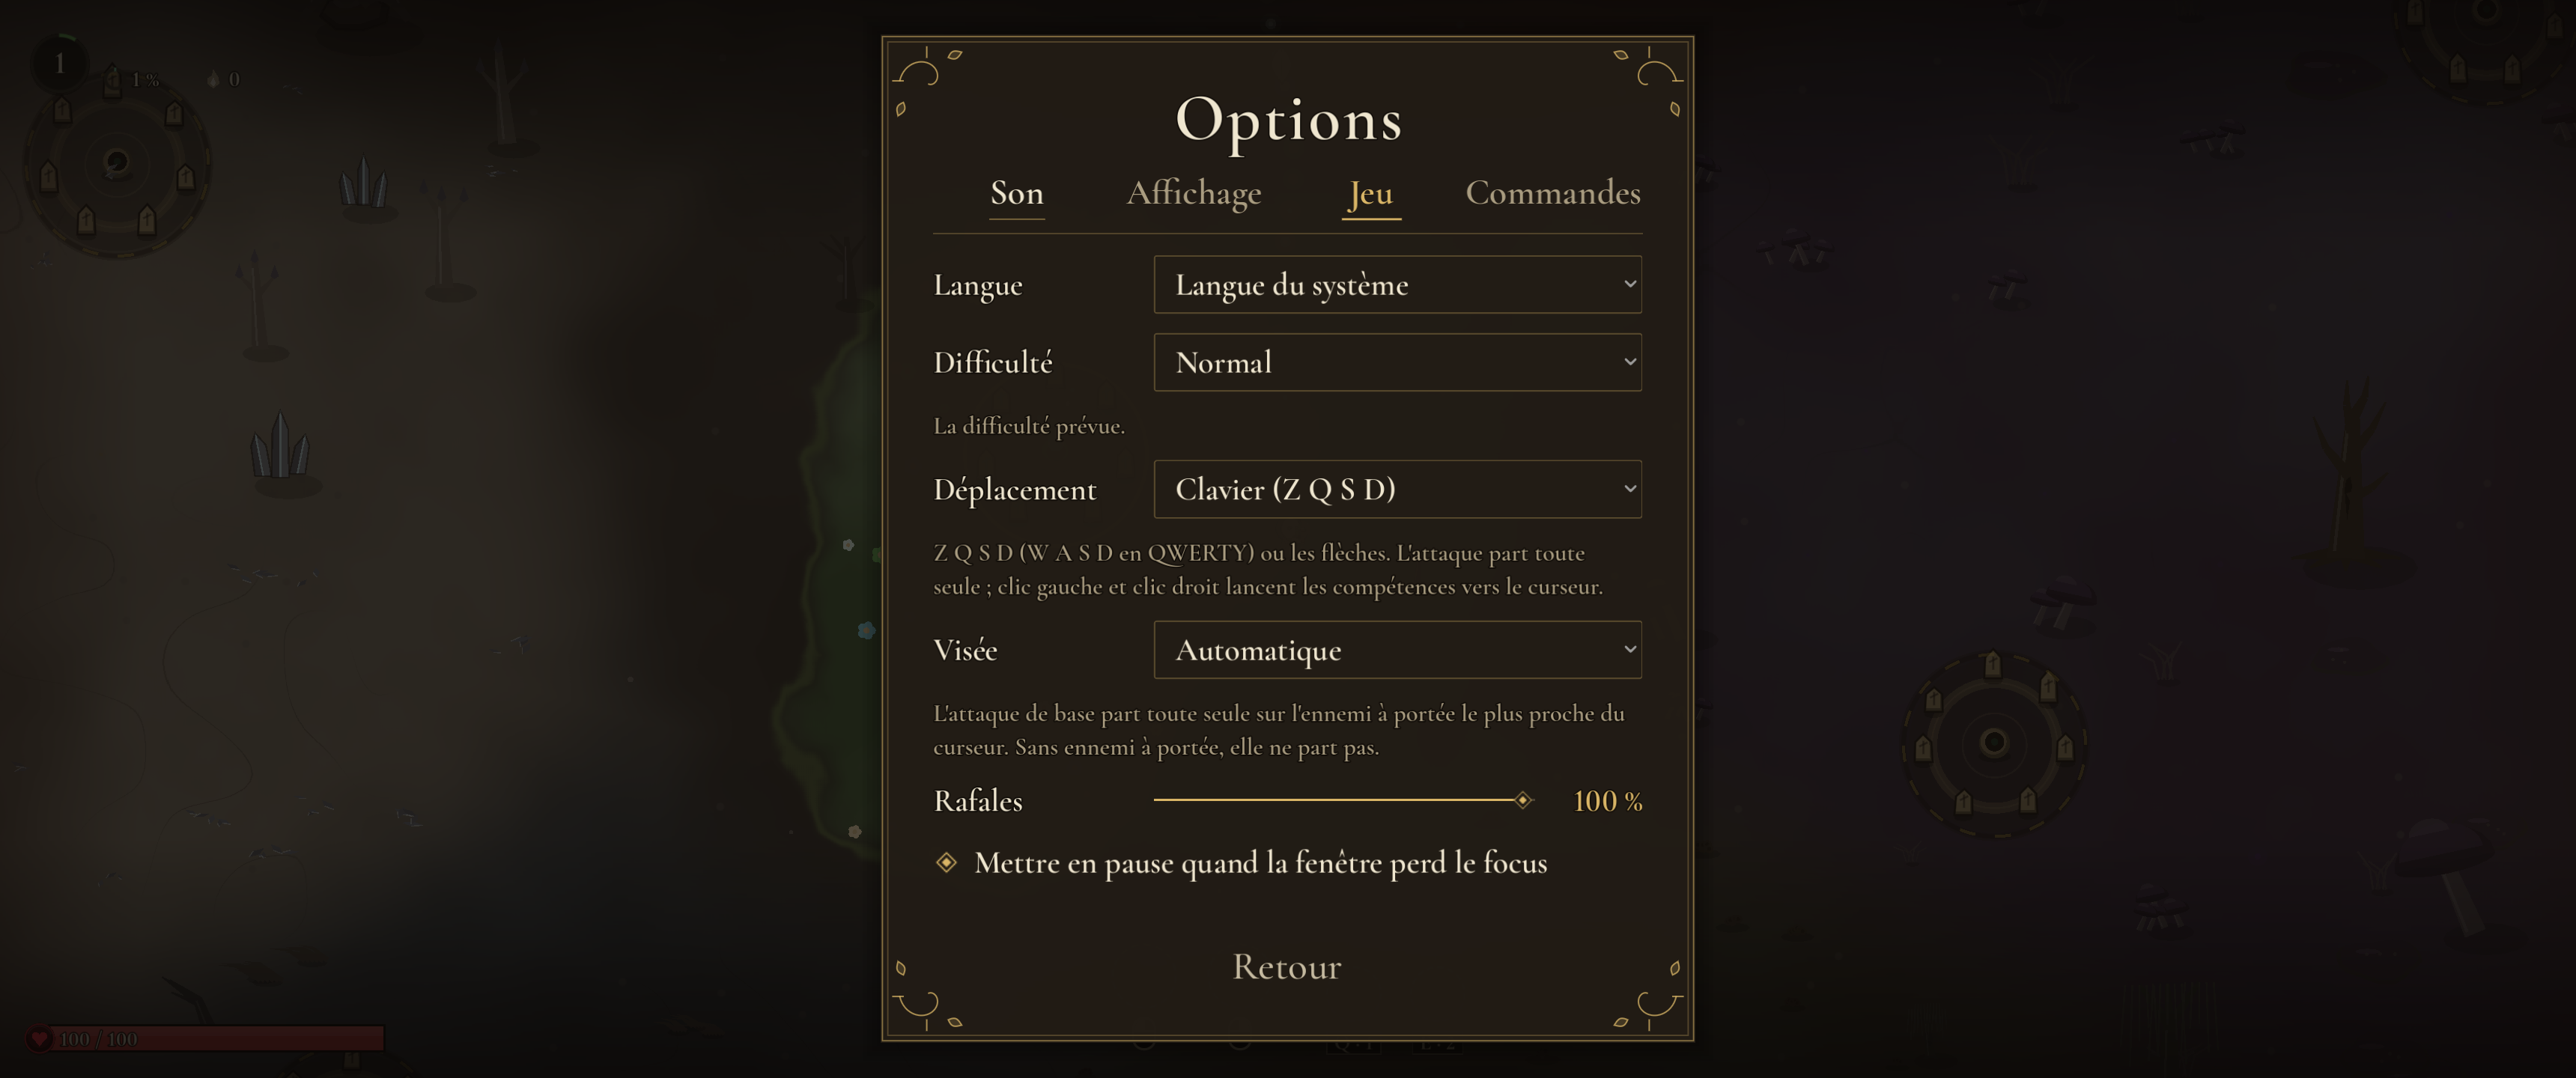 1
1 %
0
Options
Son
Affichage
Jeu
Commandes
Langue
Langue du système
Difficulté
Normal
La difficulté prévue.
Déplacement
Clavier (Z Q S D)
Z Q S D (W A S D en QWERTY) ou les flèches. L'attaque part toute
seule ; clic gauche et clic droit lancent les compétences vers le curseur.
Visée
Automatique
L'attaque de base part toute seule sur l'ennemi à portée le plus proche du
curseur. Sans ennemi à portée, elle ne part pas.
Rafales
100 %
Mettre en pause quand la fenêtre perd le focus
Retour
100 / 100